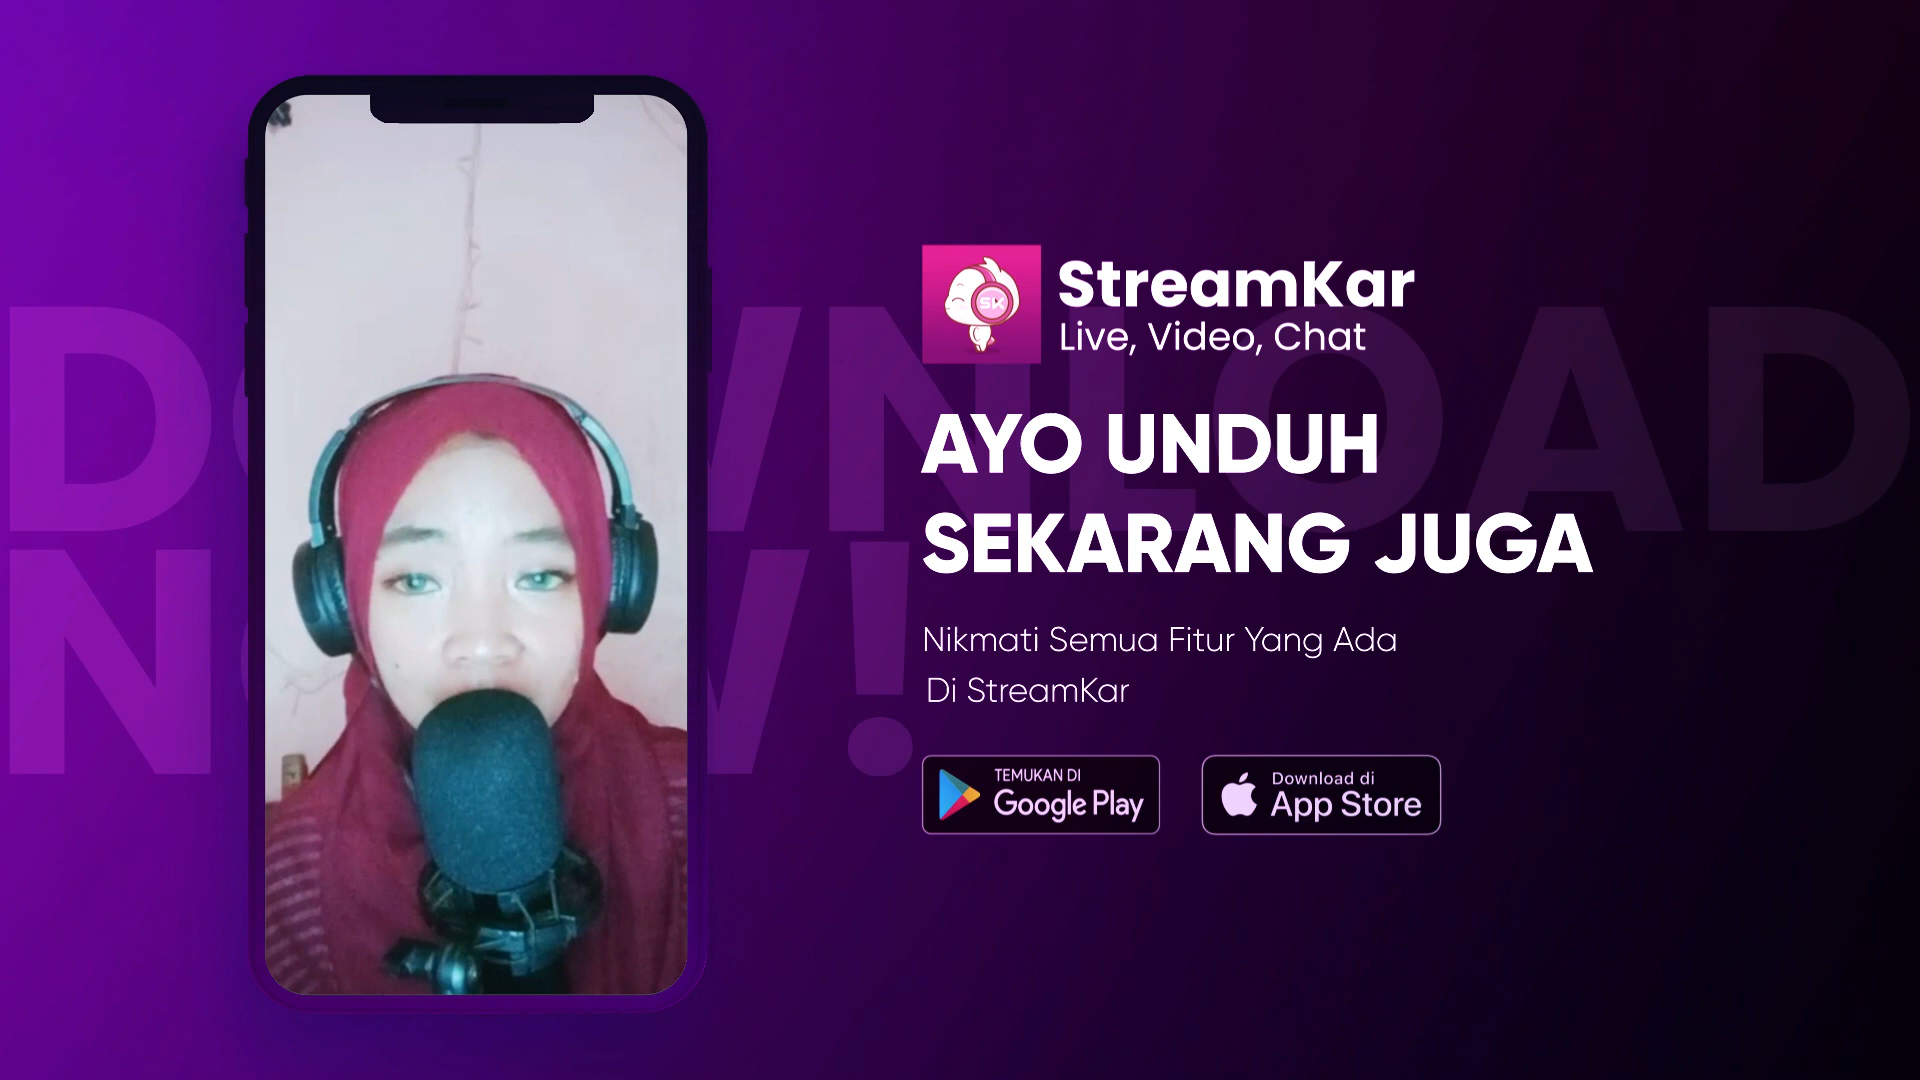 DOWNLOAD
NOW!
SK
StreamKar
Live, Video, Chat
AYO UNDUH
SEKARANG JUGA
Nikmati Semua Fitur Yang Ada
Di StreamKar
TEMUKAN DI
Google Play
Download di
App Store